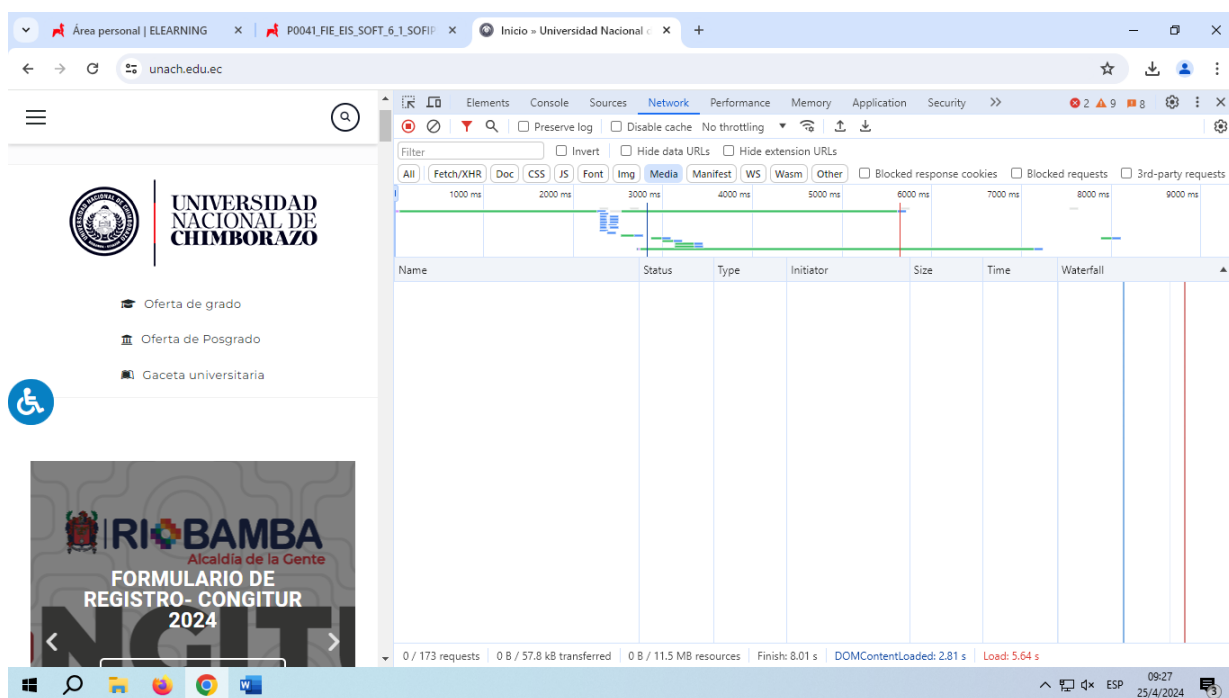 Área personal | ELEARNING
P0041_FIE_EIS_SOFT_6_1_SOFIP
Inicio » Universidad Nacional
unach.edu.ec
UNIVERSIDAD
NACIONAL DE
CHIMBORAZO
Oferta de grado
Oferta de Posgrado
Gaceta universitaria
RIOBAMBA
Alcaldía de la Gente
FORMULARIO DE
REGISTRO- CONGITUR
2024
Elements Console Sources Network Performance Memory Application Security 2 9 8
Preserve log Disable cache No throttling
Filter Invert Hide data URLs Hide extension URLs
All Fetch/XHR Doc CSS JS Font Img Media Manifest WS Wasm Other Blocked response cookies Blocked requests 3rd-party requests
1000 ms 2000 ms 3000 ms 4000 ms 5000 ms 6000 ms 7000 ms 8000 ms 9000 ms
Name Status Type Initiator Size Time Waterfall
0 / 173 requests 0 B / 57.8 kB transferred 0 B / 11.5 MB resources Finish: 8.01 s DOMContentLoaded: 2.81 s Load: 5.64 s
ESP
09:27
25/4/2024